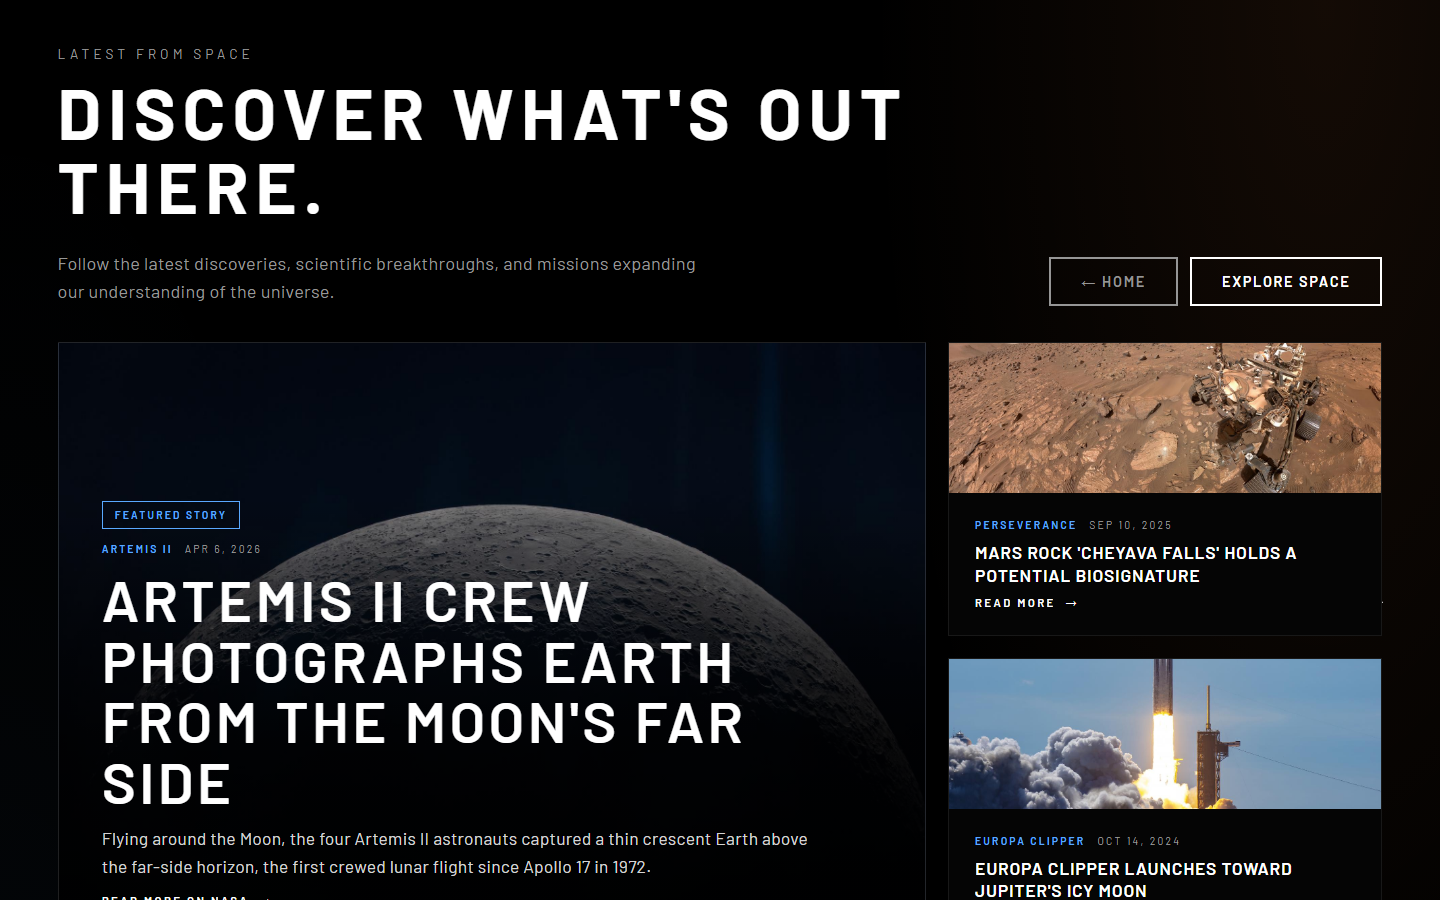 LATEST FROM SPACE
DISCOVER WHAT'S OUT
THERE.
Follow the latest discoveries, scientific breakthroughs, and missions expanding
our understanding of the universe.
← HOME
EXPLORE SPACE
FEATURED STORY
ARTEMIS II APR 6, 2026
ARTEMIS II CREW
PHOTOGRAPHS EARTH
FROM THE MOON'S FAR
SIDE
Flying around the Moon, the four Artemis II astronauts captured a thin crescent Earth above
the far-side horizon, the first crewed lunar flight since Apollo 17 in 1972.
READ MORE ON NASA →
PERSEVERANCE SEP 10, 2025
MARS ROCK 'CHEYAVA FALLS' HOLDS A
POTENTIAL BIOSIGNATURE
READ MORE →
EUROPA CLIPPER OCT 14, 2024
EUROPA CLIPPER LAUNCHES TOWARD
JUPITER'S ICY MOON